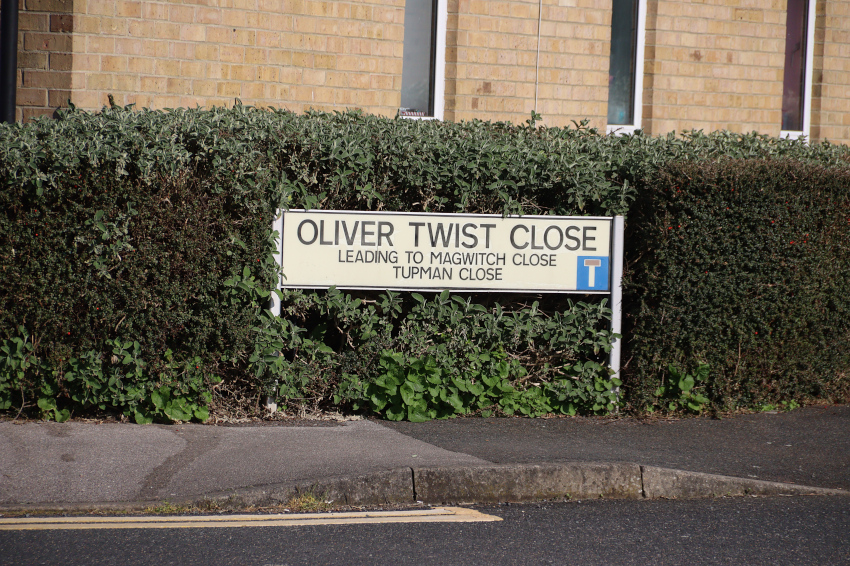 OLIVER TWIST CLOSE
LEADING TO MAGWITCH CLOSE
TUPMAN CLOSE